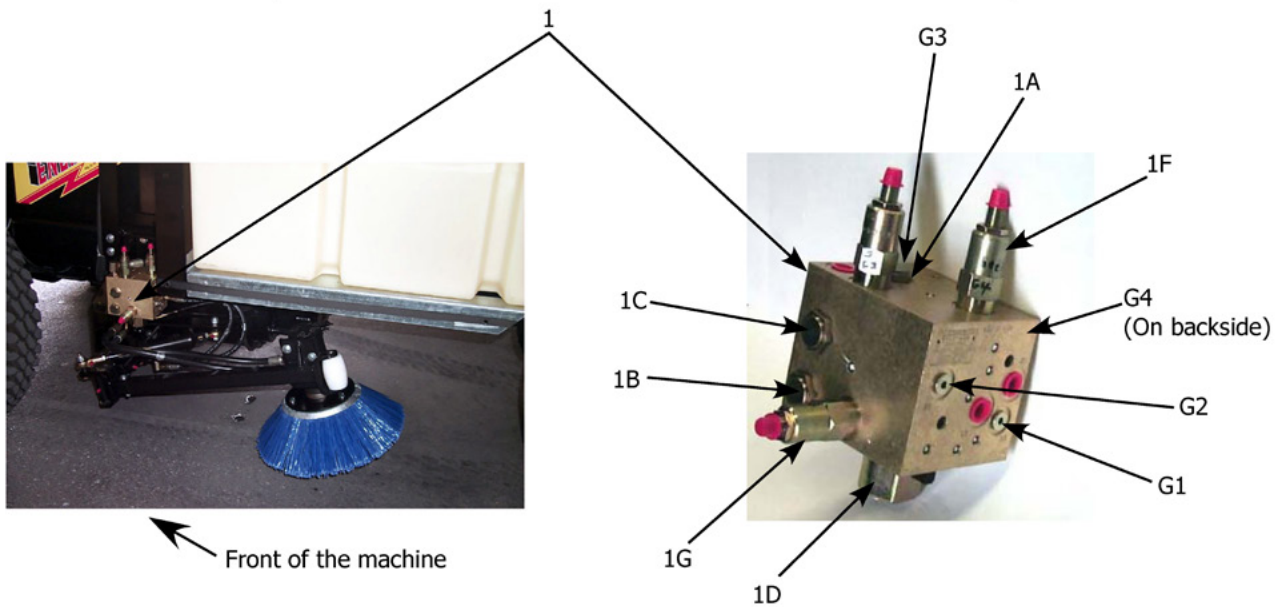 1
G3
1A
1F
1C
G4
(On backside)
1B
G2
G1
1G
Front of the machine
1D